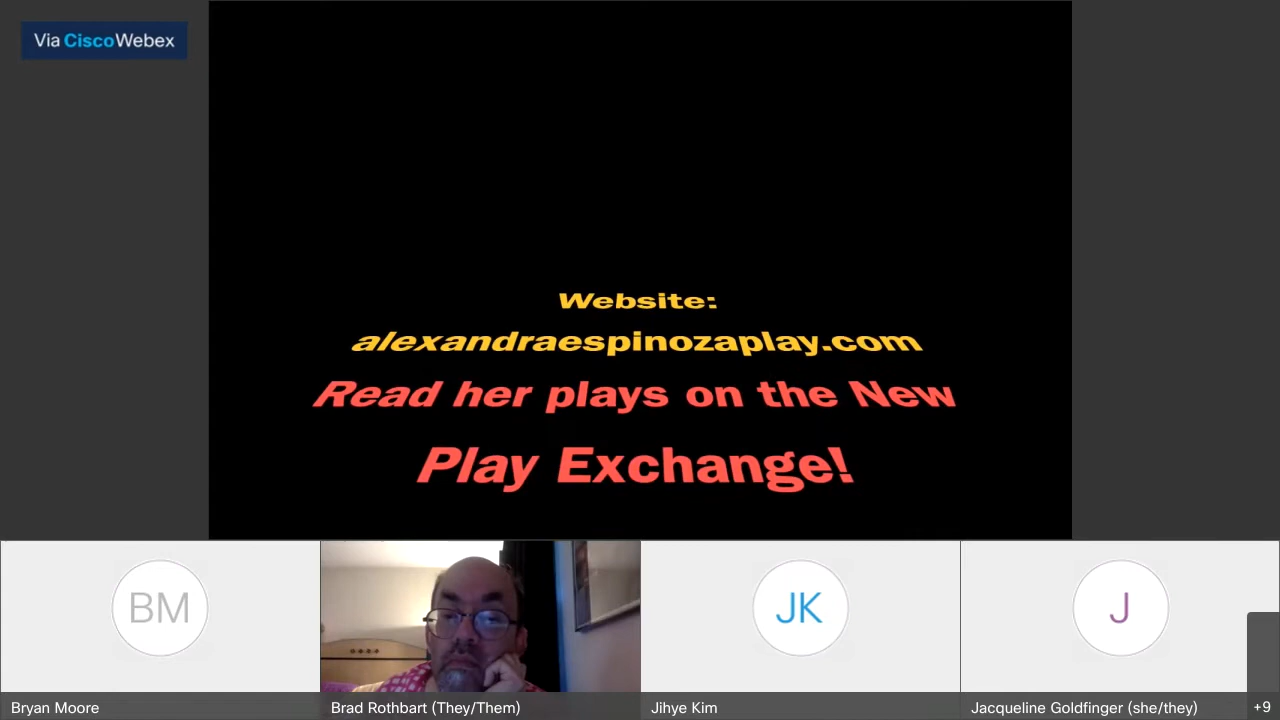 Via CiscoWebex
Website:
alexandraespinozaplay.com
Read her plays on the New
Play Exchange!
BM
JK
J
Bryan Moore
Brad Rothbart (They/Them)
Jihye Kim
Jacqueline Goldfinger (she/they)
+9